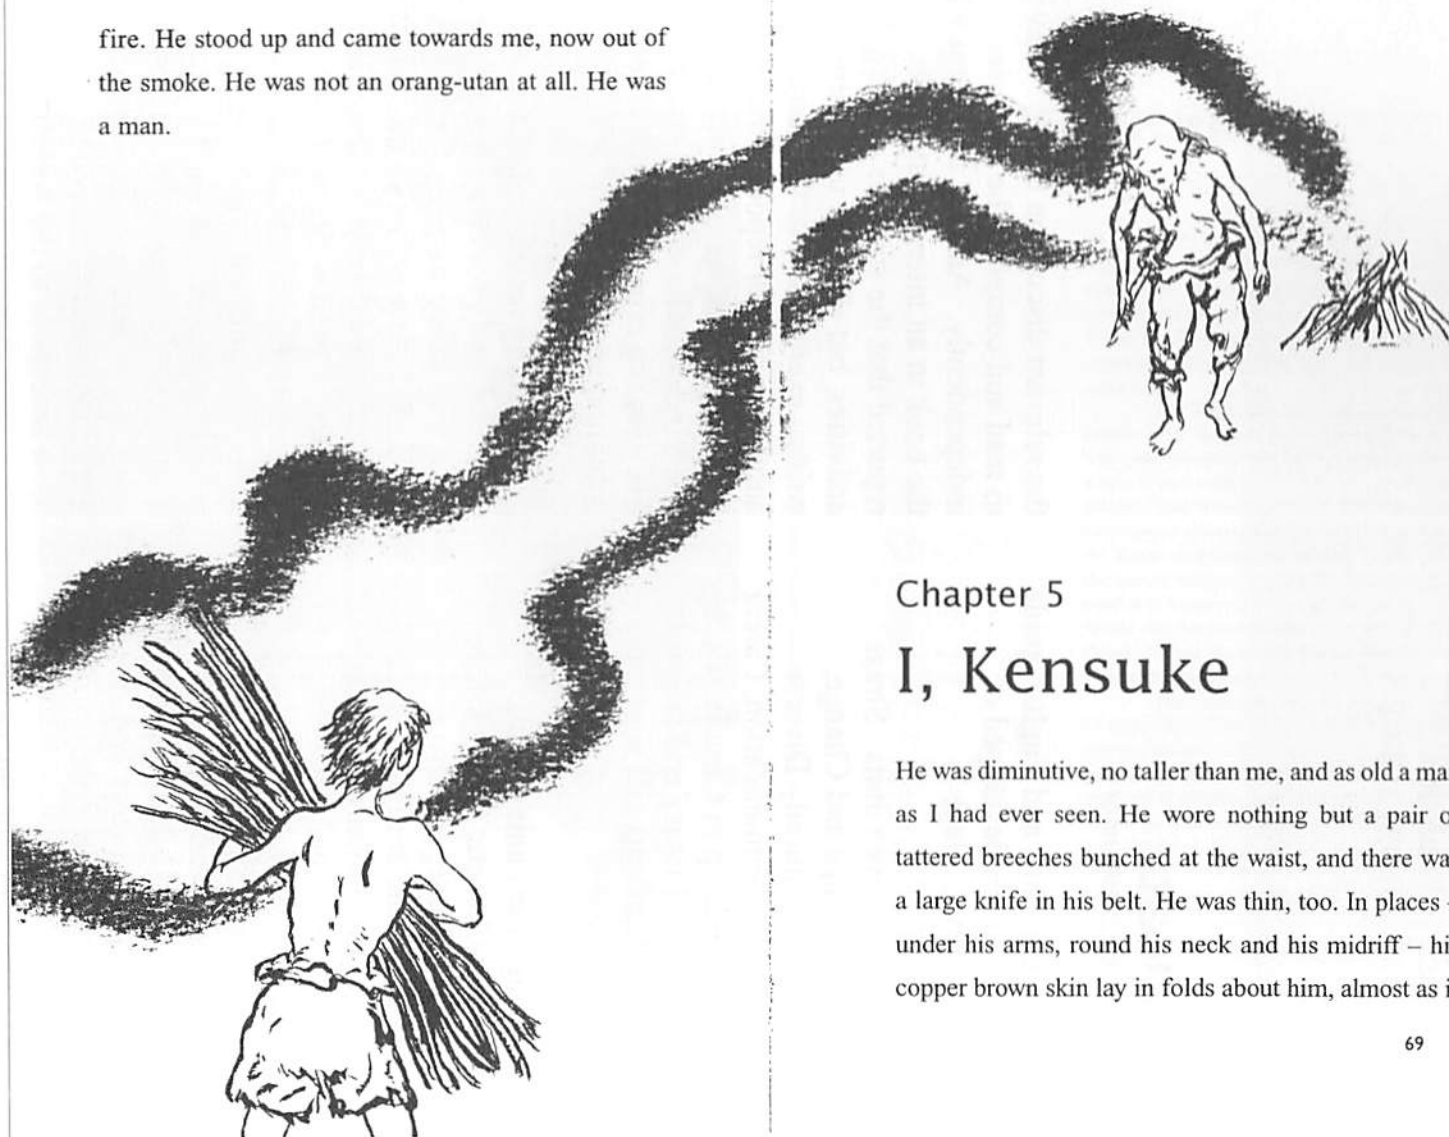 fire. He stood up and came towards me, now out of
the smoke. He was not an orang-utan at all. He was
a man.
Chapter 5
I, Kensuke
He was diminutive, no taller than me, and as old a
as I had ever seen. He wore nothing but a pair
tattered breeches bunched at the waist, and there
a large knife in his belt. He was thin, too. In places
under his arms, round his neck and his midriff –
copper brown skin lay in folds about him, almost as
69